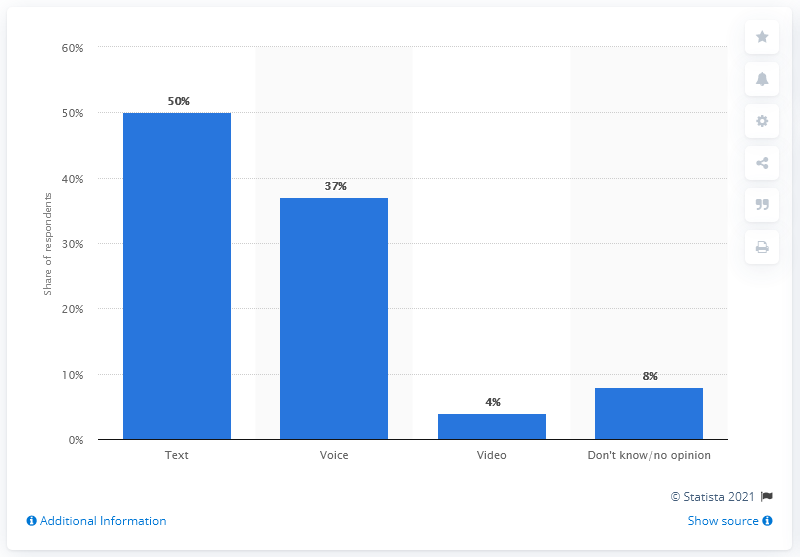 60%
50%
40%
30%
20%
10%
0%
Share of respondents
50%
37%
4%
8%
Text
Voice
Video
Don't know/no opinion
© Statista 2021
Additional Information
Show source